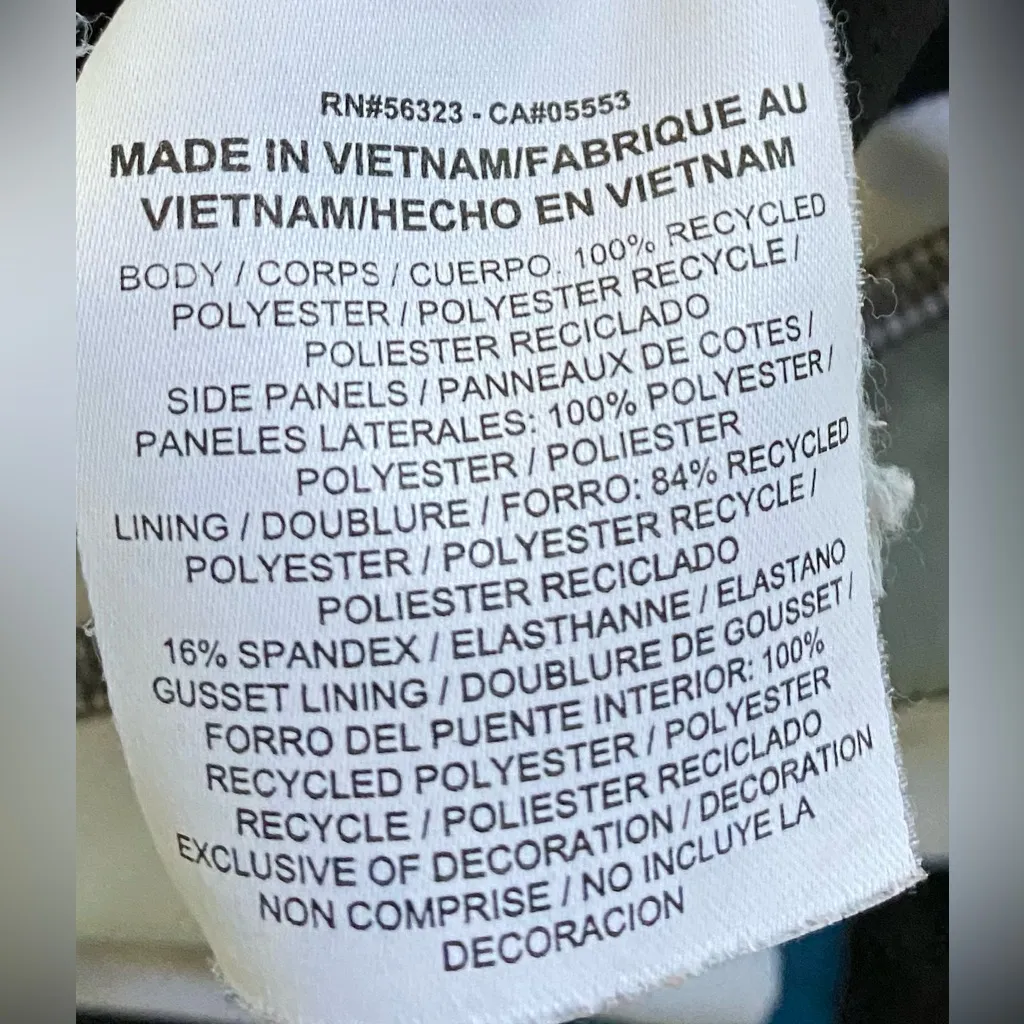 RN#56323 - CA#05553
MADE IN VIETNAM/FABRIQUE AU
VIETNAM/HECHO EN VIETNAM
BODY / CORPS / CUERPO: 100% RECYCLED
POLYESTER / POLYESTER RECYCLE /
POLIESTER RECICLADO
SIDE PANELS / PANNEAUX DE COTES /
PANELES LATERALES: 100% POLYESTER /
POLYESTER / POLIESTER
LINING / DOUBLURE / FORRO: 84% RECYCLED
POLYESTER / POLYESTER RECYCLE /
POLIESTER RECICLADO
16% SPANDEX / ELASTHANNE / ELASTANO
GUSSET LINING / DOUBLURE DE GOUSSET /
FORRO DEL PUENTE INTERIOR: 100%
RECYCLED POLYESTER / POLYESTER
RECYCLE / POLIESTER RECICLADO
EXCLUSIVE OF DECORATION / DECORATION
NON COMPRISE / NO INCLUYE LA
DECORACION